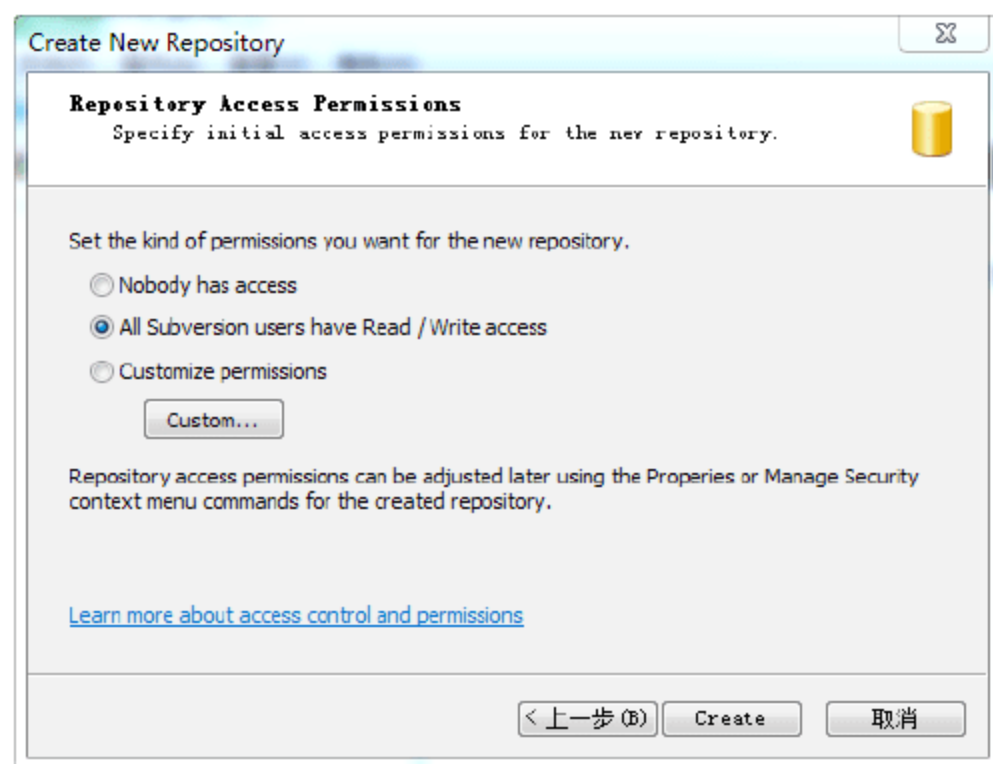 Create New Repository
Repository Access Permissions
Specify initial access permissions for the new repository.
Set the kind of permissions you want for the new repository.
Nobody has access
All Subversion users have Read / Write access
Customize permissions
Custom...
Repository access permissions can be adjusted later using the Properies or Manage Security
context menu commands for the created repository.
Learn more about access control and permissions
< 上一步(B) Create 取消